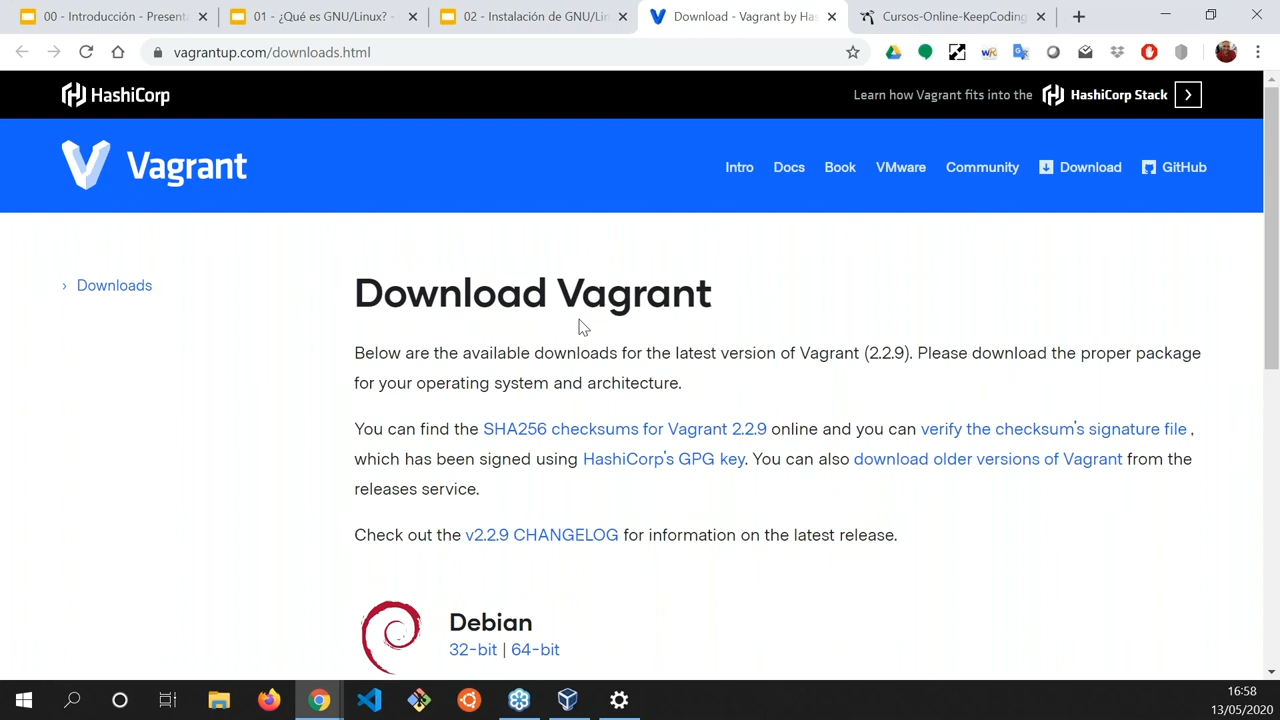 00 - Introducción - Present
01 - ¿Qué es GNU/Linux? -
02 - Instalación de GNU/Lin
Download - Vagrant by Has
Cursos-Online-KeepCoding
vagrantup.com/downloads.html
HashiCorp
Learn how Vagrant fits into the HashiCorp Stack
Vagrant
Intro Docs Book VMware Community Download GitHub
Downloads
Download Vagrant
Below are the available downloads for the latest version of Vagrant (2.2.9). Please download the proper package
for your operating system and architecture.
You can find the SHA256 checksums for Vagrant 2.2.9 online and you can verify the checksum's signature file ,
which has been signed using HashiCorp's GPG key. You can also download older versions of Vagrant from the
releases service.
Check out the v2.2.9 CHANGELOG for information on the latest release.
Debian
32-bit | 64-bit
16:58
13/05/2020